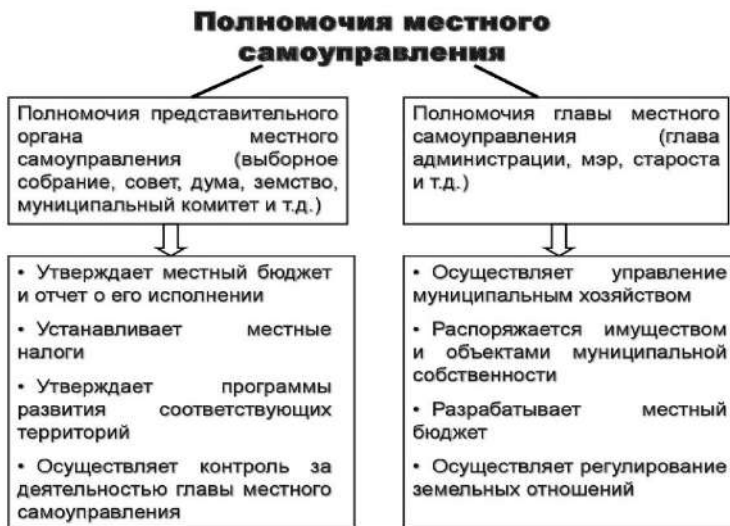 Полномочия местного
самоуправления
Полномочия представительного
органа местного
самоуправления (выборное
собрание, совет, дума, земство,
муниципальный комитет и т.д.)
• Утверждает местный бюджет
и отчет о его исполнении
• Устанавливает местные
налоги
• Утверждает программы
развития соответствующих
территорий
• Осуществляет контроль за
деятельностью главы местного
самоуправления
Полномочия главы местного
самоуправления (глава
администрации, мэр, староста
и т.д.)
• Осуществляет управление
муниципальным хозяйством
• Распоряжается имуществом
и объектами муниципальной
собственности
• Разрабатывает местный
бюджет
• Осуществляет регулирование
земельных отношений